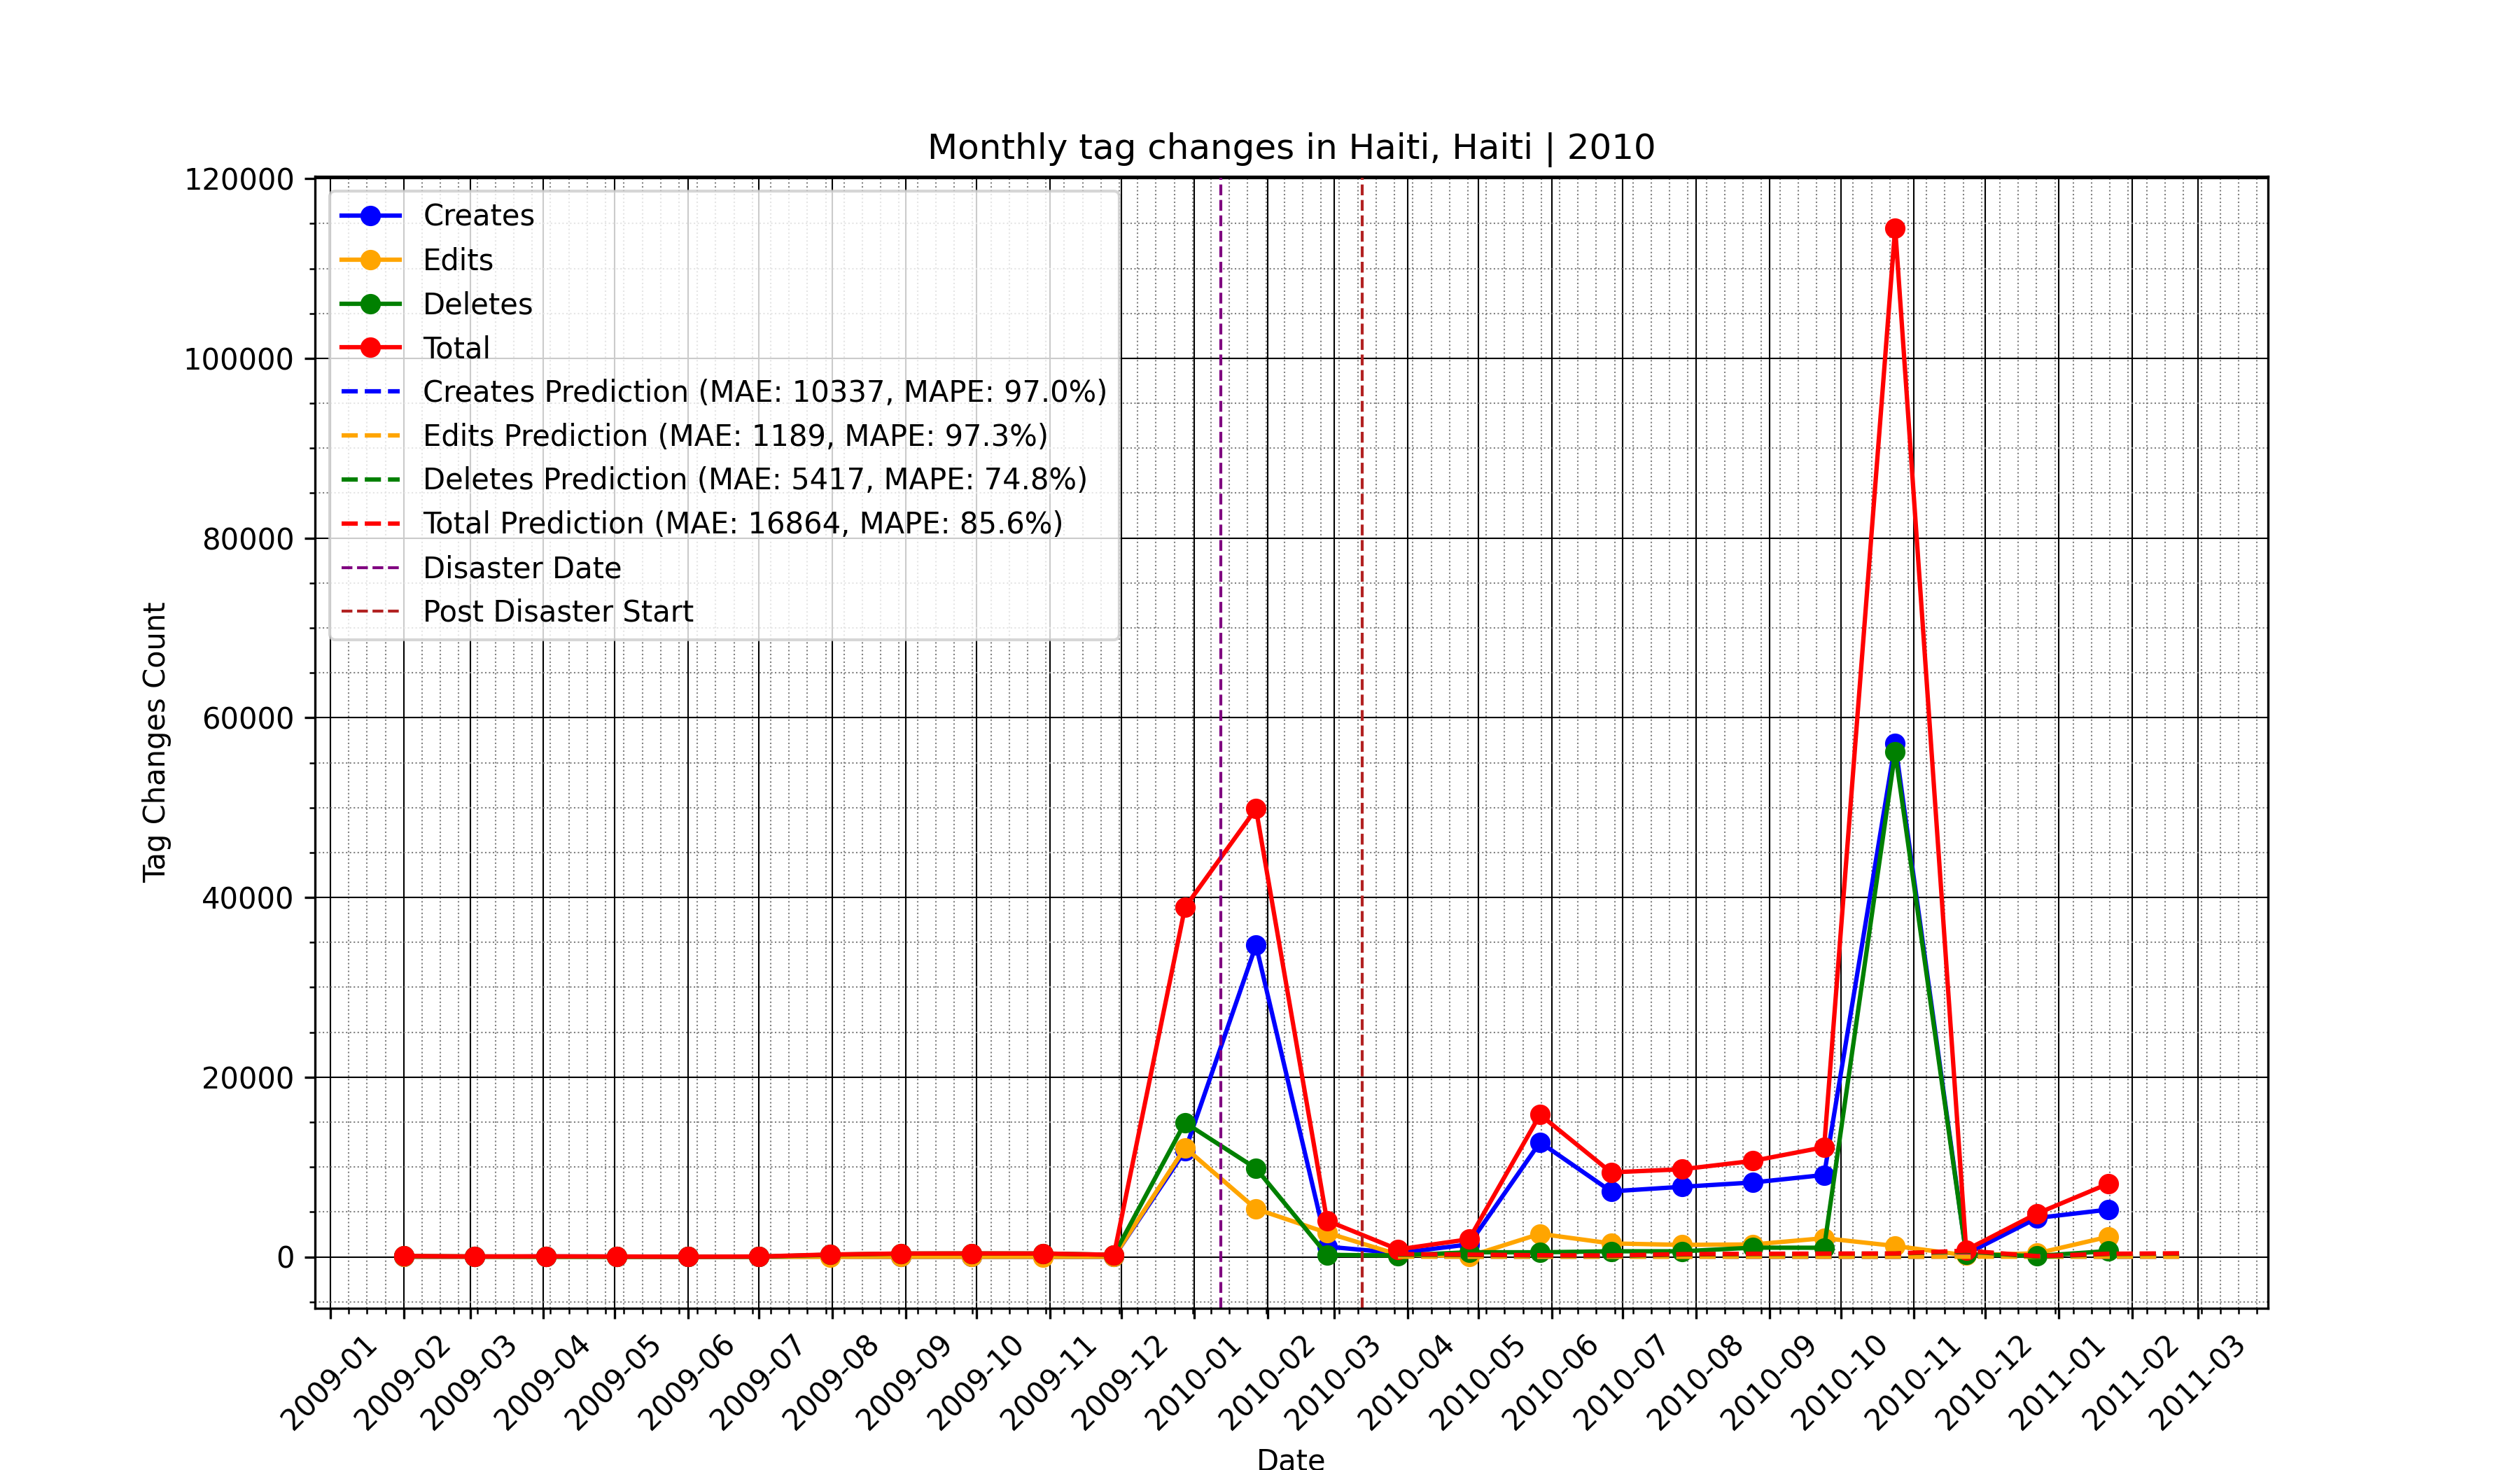 Monthly tag changes in Haiti, Haiti | 2010
120000
100000
80000
60000
40000
20000
0
Tag Changes Count
Creates
Edits
Deletes
Total
Creates Prediction (MAE: 10337, MAPE: 97.0%)
Edits Prediction (MAE: 1189, MAPE: 97.3%)
Deletes Prediction (MAE: 5417, MAPE: 74.8%)
Total Prediction (MAE: 16864, MAPE: 85.6%)
Disaster Date
Post Disaster Start
2009-01
2009-02
2009-03
2009-04
2009-05
2009-06
2009-07
2009-08
2009-09
2009-10
2009-11
2009-12
2010-01
2010-02
2010-03
2010-04
2010-05
2010-06
2010-07
2010-08
2010-09
2010-10
2010-11
2010-12
2011-01
2011-02
2011-03
Date